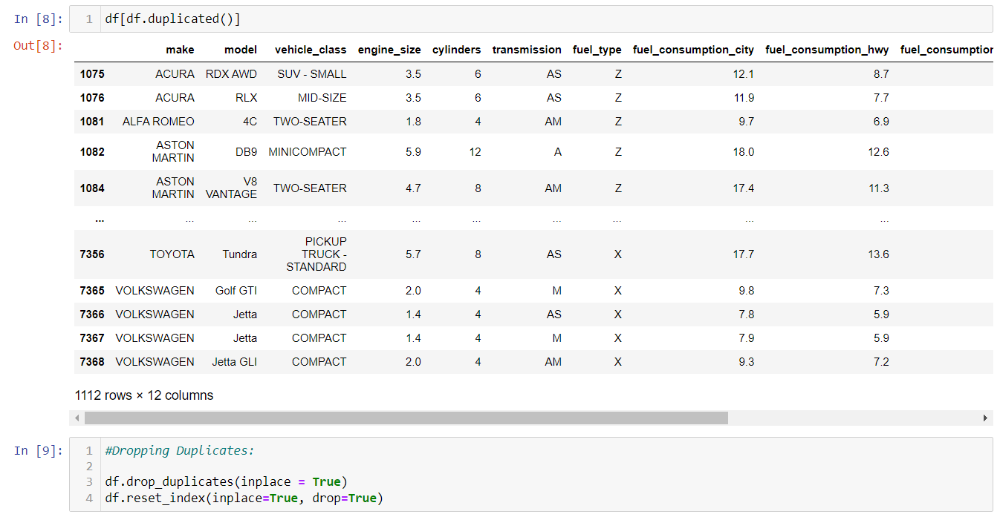 In [8]: 1 df[df.duplicated()]
Out[8]:
make model vehicle_class engine_size cylinders transmission fuel_type fuel_consumption_city fuel_consumption_hwy fuel_consumption
1075 ACURA RDX AWD SUV - SMALL 3.5 6 AS Z 12.1 8.7
1076 ACURA RLX MID-SIZE 3.5 6 AS Z 11.9 7.7
1081 ALFA ROMEO 4C TWO-SEATER 1.8 4 AM Z 9.7 6.9
1082 ASTON MARTIN DB9 MINICOMPACT 5.9 12 A Z 18.0 12.6
1084 ASTON MARTIN V8 VANTAGE TWO-SEATER 4.7 8 AM Z 17.4 11.3
... ... ... ... ... ... ... ... ... ...
7356 TOYOTA Tundra PICKUP TRUCK - STANDARD 5.7 8 AS X 17.7 13.6
7365 VOLKSWAGEN Golf GTI COMPACT 2.0 4 M X 9.8 7.3
7366 VOLKSWAGEN Jetta COMPACT 1.4 4 AS X 7.8 5.9
7367 VOLKSWAGEN Jetta COMPACT 1.4 4 M X 7.9 5.9
7368 VOLKSWAGEN Jetta GLI COMPACT 2.0 4 AM X 9.3 7.2
1112 rows × 12 columns
In [9]: 1 #Dropping Duplicates:
2
3 df.drop_duplicates(inplace = True)
4 df.reset_index(inplace=True, drop=True)